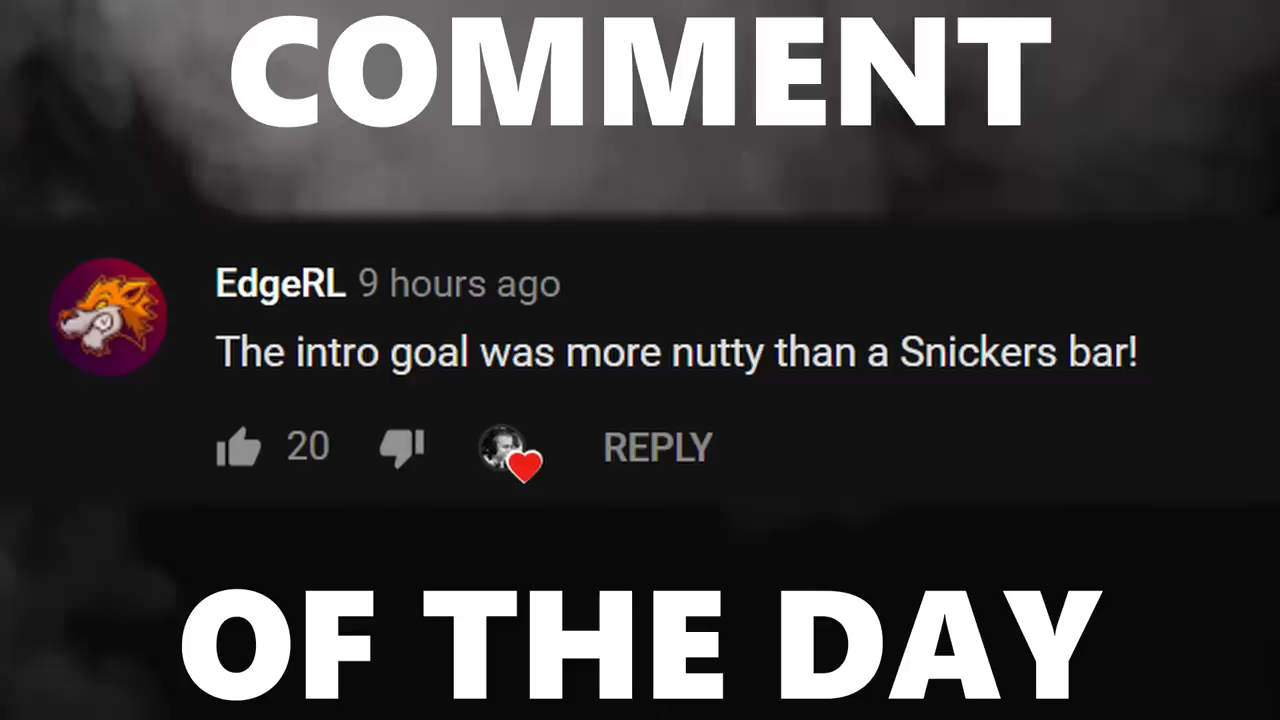 COMMENT
EdgeRL 9 hours ago
The intro goal was more nutty than a Snickers bar!
20 REPLY
OF THE DAY